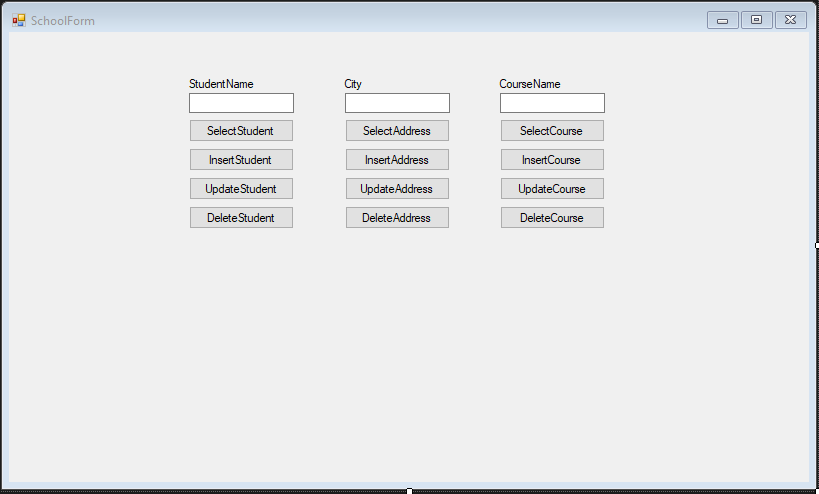 SchoolForm
StudentName City CourseName
SelectStudent SelectAddress SelectCourse
InsertStudent InsertAddress InsertCourse
UpdateStudent UpdateAddress UpdateCourse
DeleteStudent DeleteAddress DeleteCourse